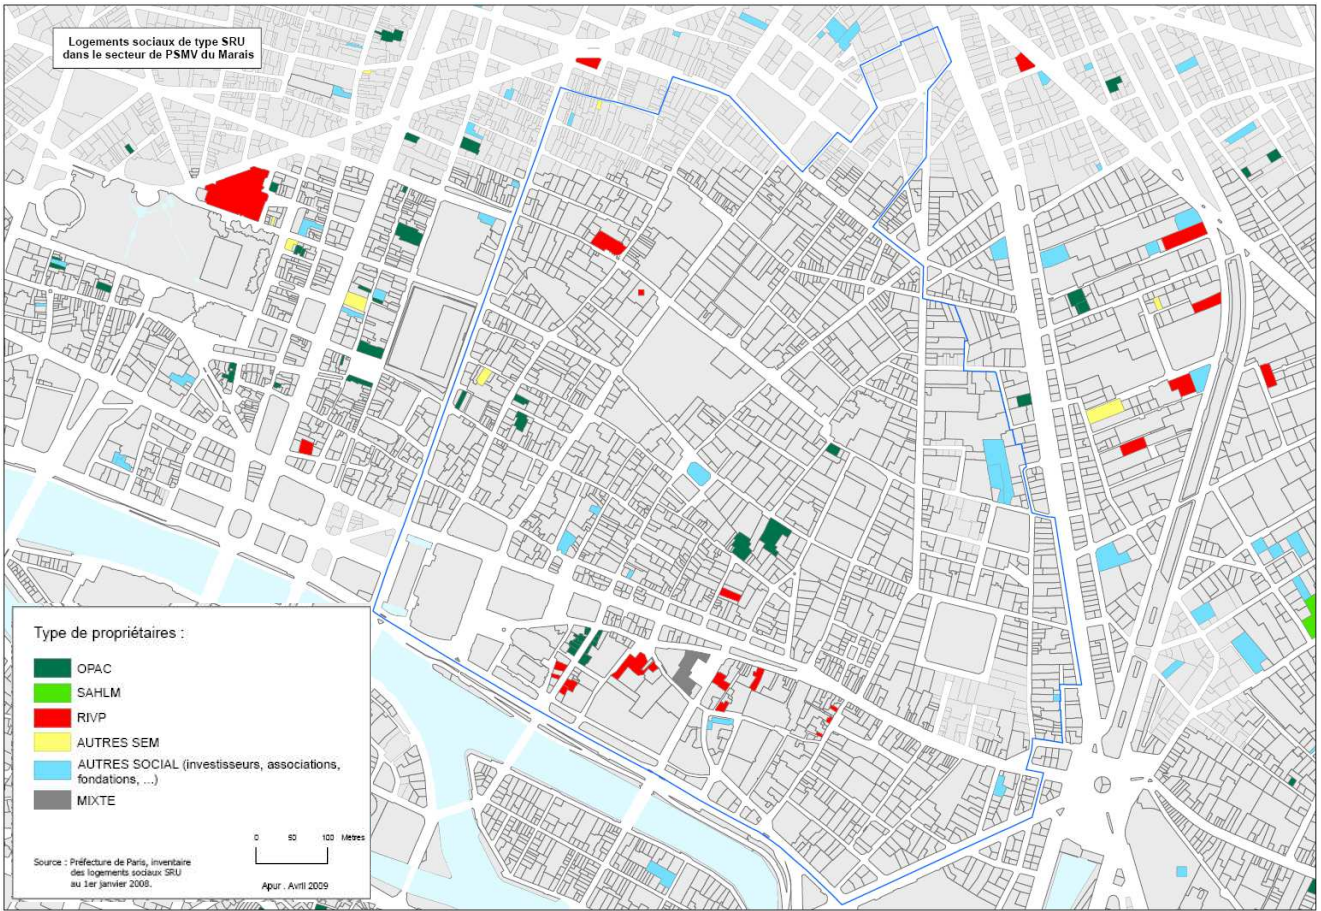 Logements sociaux de type SRU
dans le secteur de PSMV du Marais
Type de propriétaires :
OPAC
SAHLM
RIVP
AUTRES SEM
AUTRES SOCIAL (investisseurs, associations,
fondations, ...)
MIXTE
0 50 100 Mètres
Source : Préfecture de Paris, inventaire
des logements sociaux SRU
au 1er janvier 2008.
Apur . Avril 2009